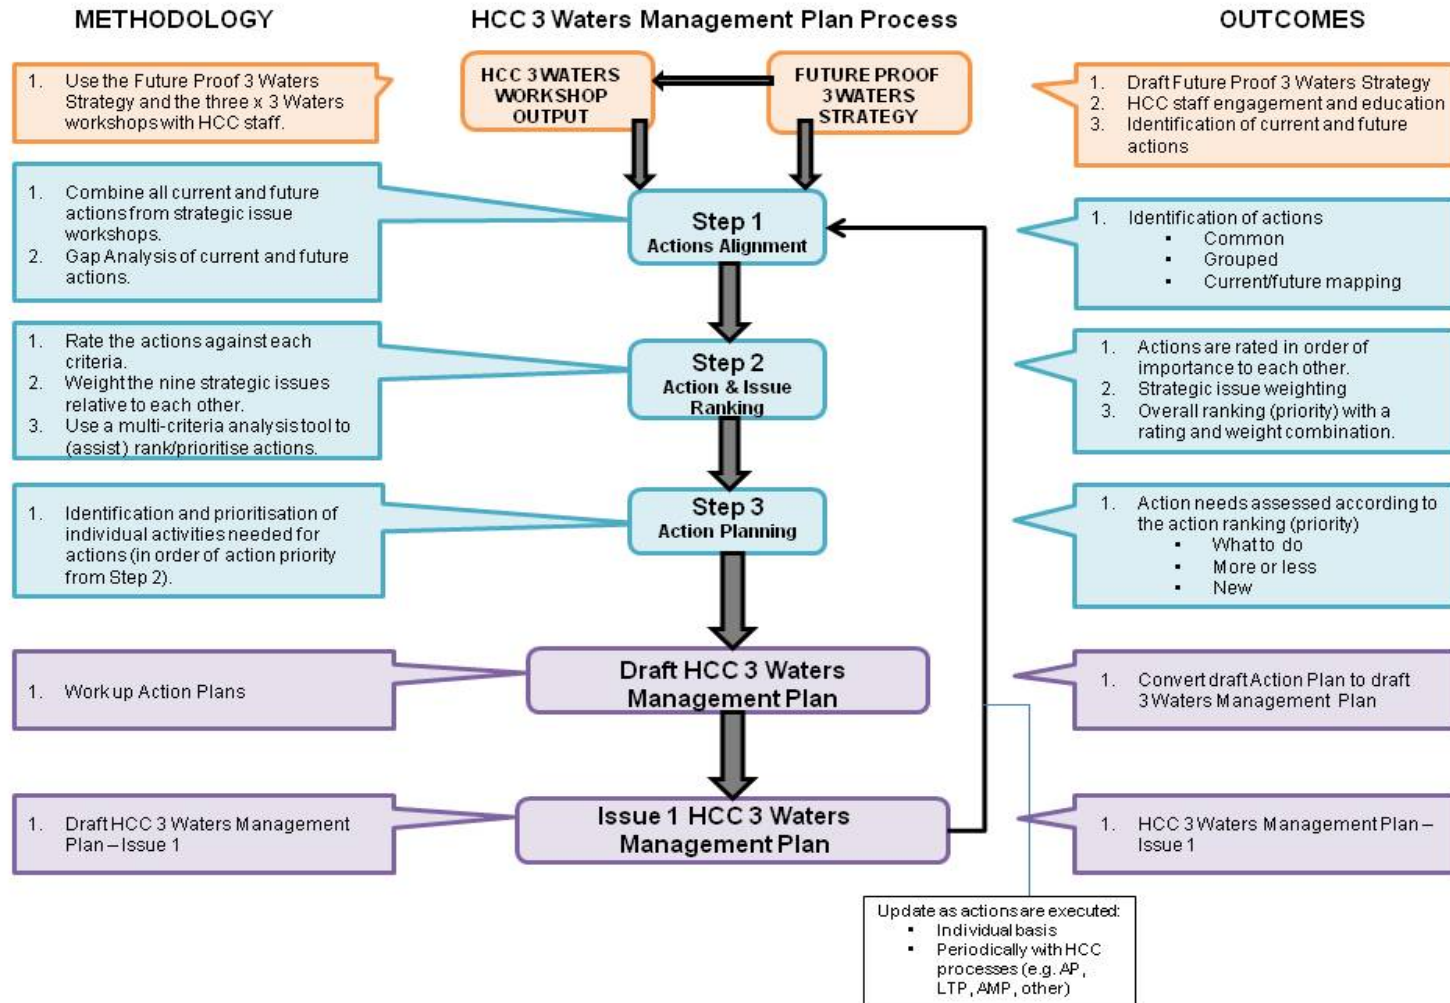 METHODOLOGY
HCC 3 Waters Management Plan Process
OUTCOMES
1. Use the Future Proof 3 Waters
Strategy and the three x 3 Waters
workshops with HCC staff.
HCC 3 WATERS
WORKSHOP
OUTPUT
FUTURE PROOF
3 WATERS
STRATEGY
1. Draft Future Proof 3 Waters Strategy
2. HCC staff engagement and education
3. Identification of current and future
actions
1. Combine all current and future
actions from strategic issue
workshops.
2. Gap Analysis of current and future
actions.
Step 1
Actions Alignment
1. Identification of actions
▪ Common
▪ Grouped
▪ Current/future mapping
1. Rate the actions against each
criteria.
2. Weight the nine strategic issues
relative to each other.
3. Use a multi-criteria analysis tool to
(assist) rank/prioritise actions.
Step 2
Action & Issue
Ranking
1. Actions are rated in order of
importance to each other.
2. Strategic issue weighting
3. Overall ranking (priority) with a
rating and weight combination.
1. Identification and prioritisation of
individual activities needed for
actions (in order of action priority
from Step 2).
Step 3
Action Planning
1. Action needs assessed according to
the action ranking (priority)
▪ What to do
▪ More or less
▪ New
1. Work up Action Plans
Draft HCC 3 Waters
Management Plan
1. Convert draft Action Plan to draft
3 Waters Management Plan
1. Draft HCC 3 Waters Management
Plan – Issue 1
Issue 1 HCC 3 Waters
Management Plan
1. HCC 3 Waters Management Plan –
Issue 1
Update as actions are executed:
▪ Individual basis
▪ Periodically with HCC
processes (e.g. AP,
LTP, AMP, other)